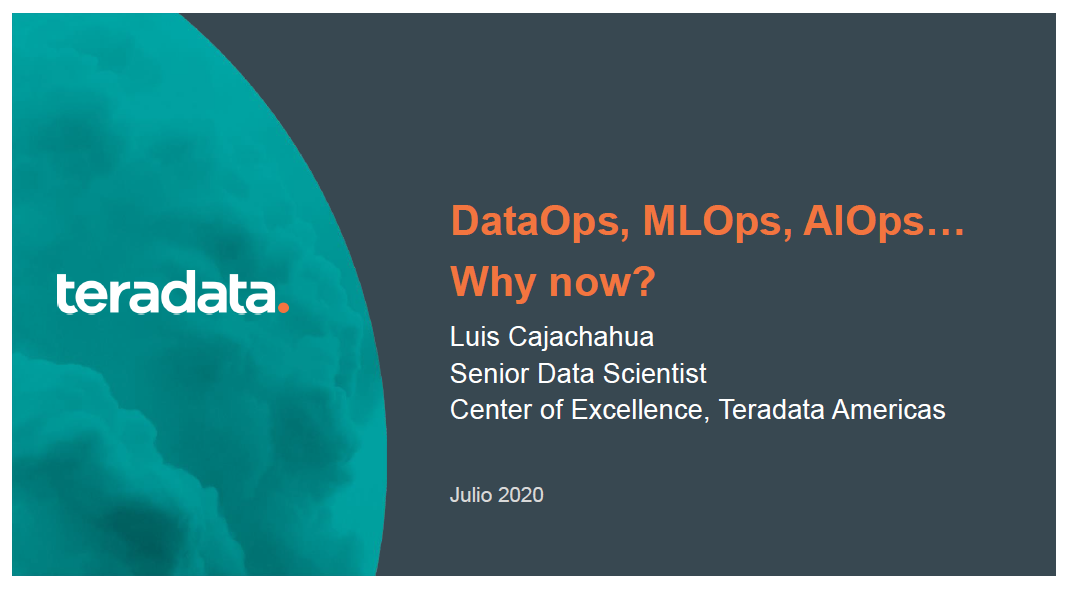 teradata.
DataOps, MLOps, AIOps…
Why now?
Luis Cajachahua
Senior Data Scientist
Center of Excellence, Teradata Americas
Julio 2020